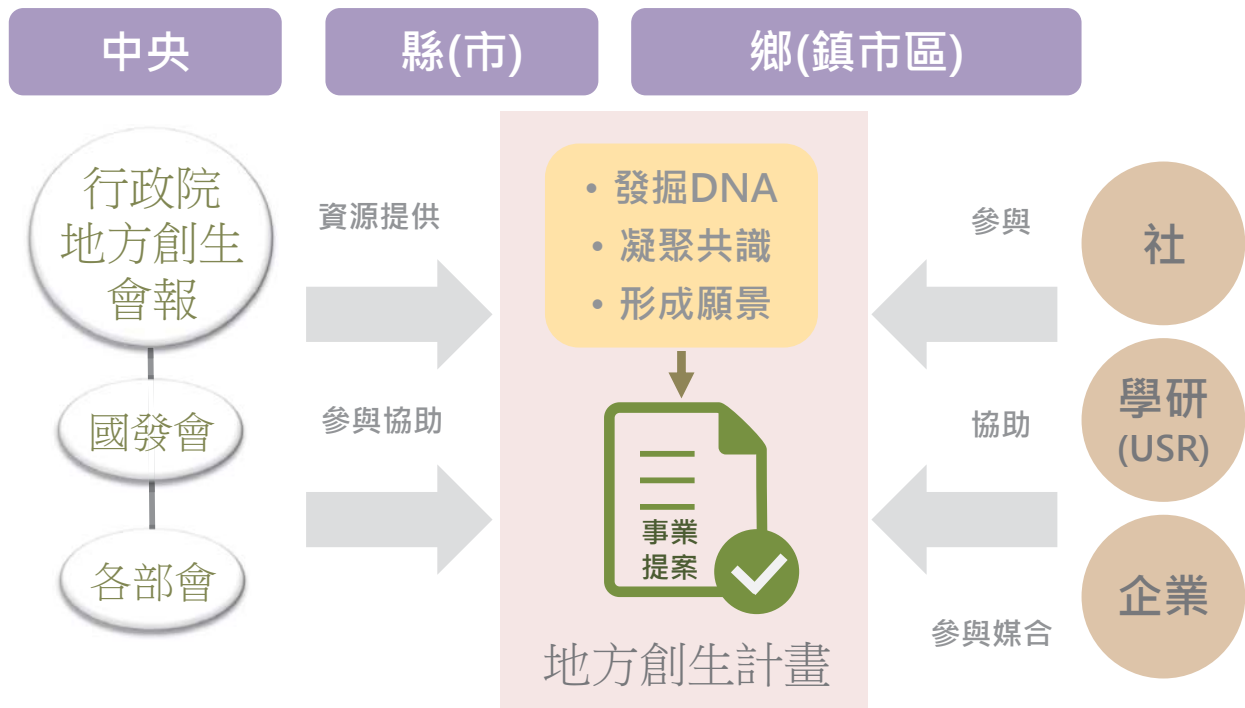 中央
縣(市)
鄉(鎮市區)
行政院
地方創生
會報
國發會
各部會
資源提供
參與協助
• 發掘DNA
• 凝聚共識
• 形成願景
事業
提案
地方創生計畫
參與
協助
參與媒合
社
學研
(USR)
企業